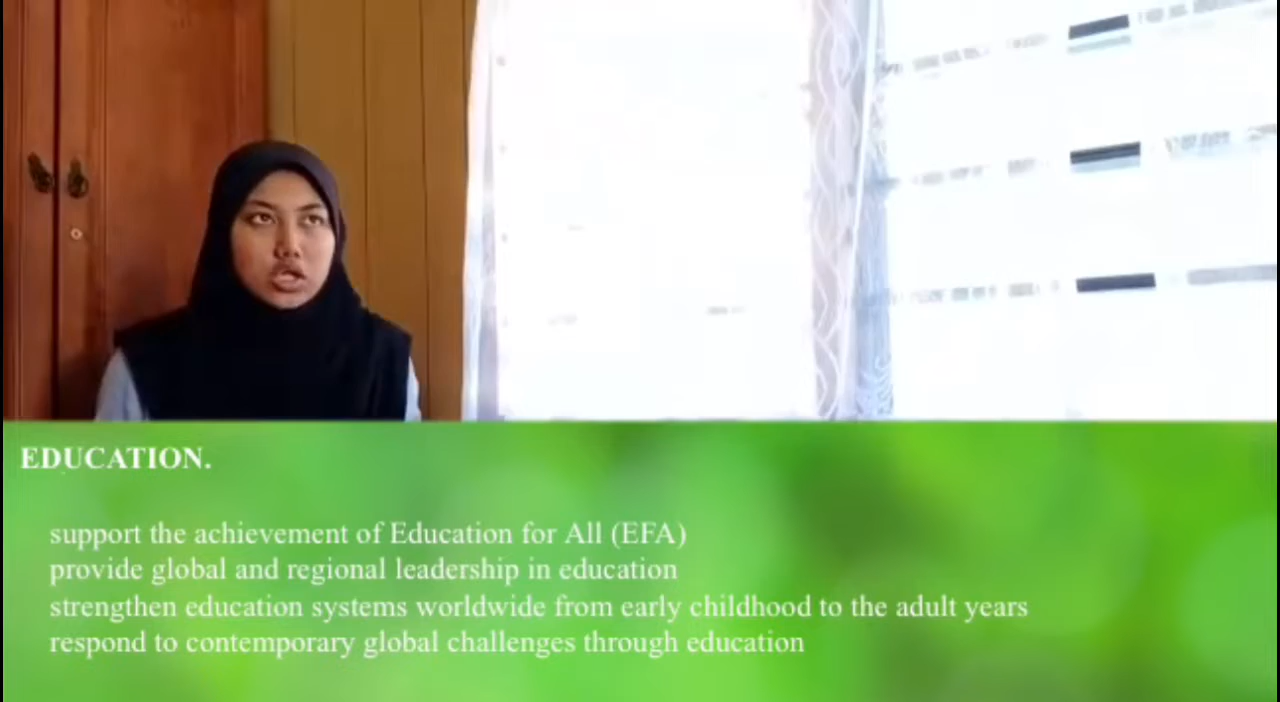 EDUCATION.
support the achievement of Education for All (EFA)
provide global and regional leadership in education
strengthen education systems worldwide from early childhood to the adult years
respond to contemporary global challenges through education